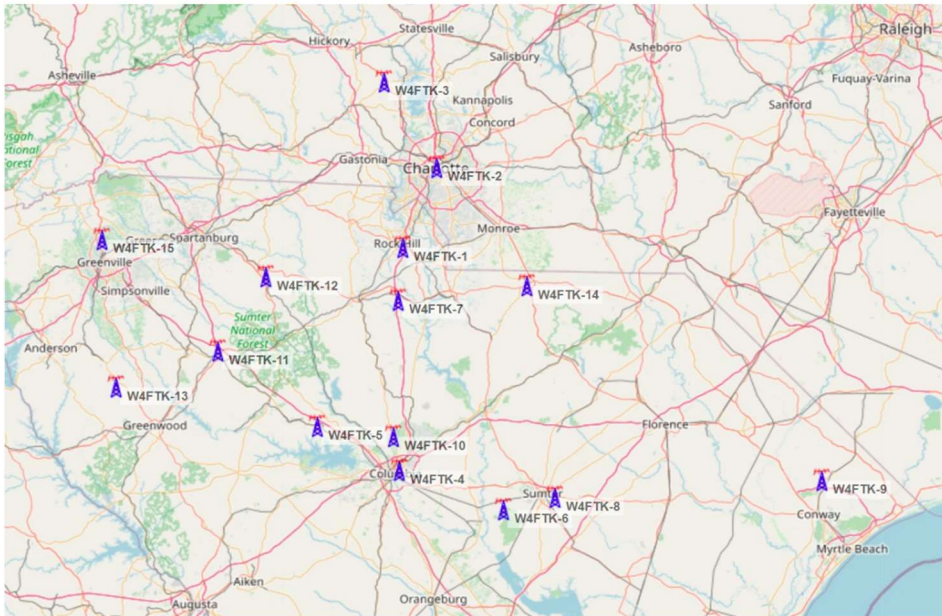 Statesville
Raleigh
Hickory
Asheboro
Salisbury
Asheville
Fuquay-Varina
W4FTK-3
Kannapolis
Sanford
Concord
National
Forest
Gastonia
Charlotte
W4FTK-2
Fayetteville
Monroe
Spartanburg
W4FTK-15
Rock Hill
W4FTK-1
Greenville
Simpsonville
W4FTK-12
W4FTK-14
W4FTK-7
Sumter
National
Forest
Anderson
W4FTK-11
W4FTK-13
Greenwood
W4FTK-5
Florence
W4FTK-10
W4FTK-4
W4FTK-9
Sumter
W4FTK-8
W4FTK-6
Conway
Myrtle Beach
Aiken
Orangeburg
Augusta